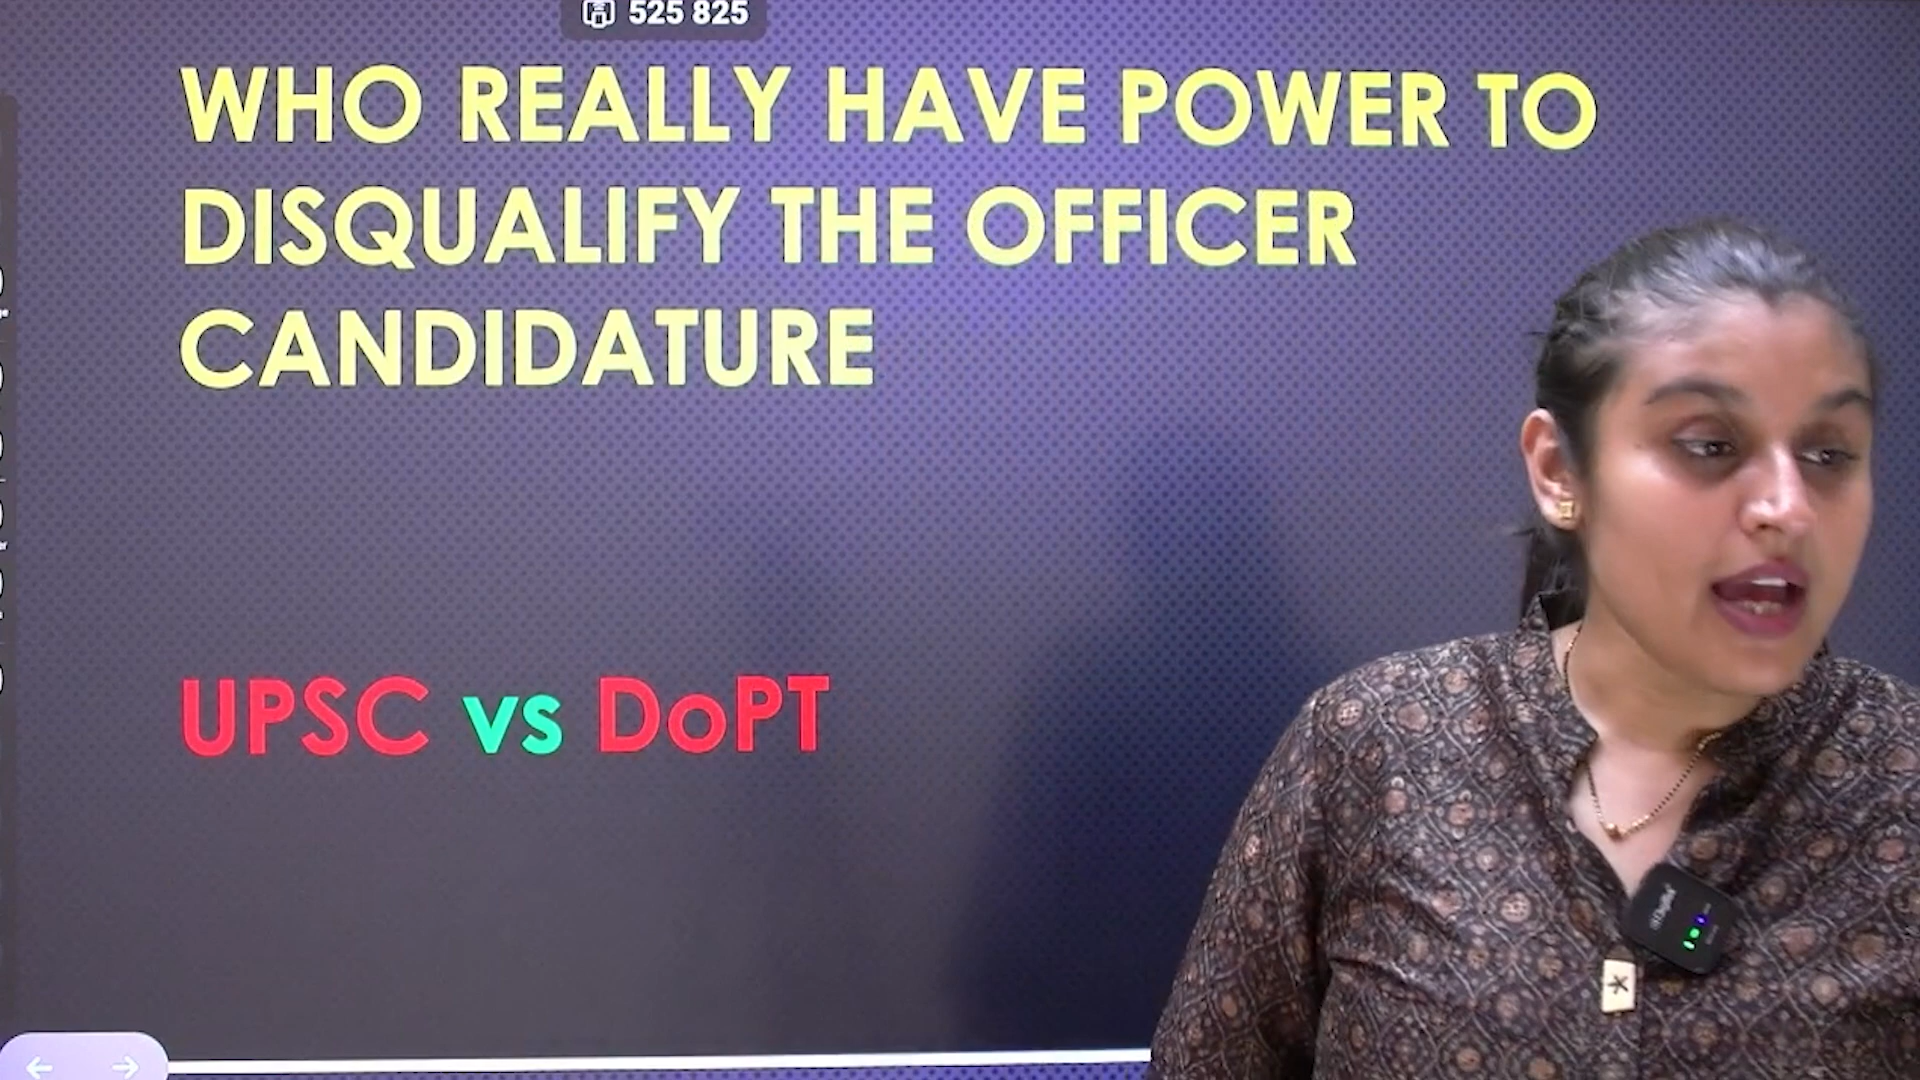 525 825
WHO REALLY HAVE POWER TO
DISQUALIFY THE OFFICER
CANDIDATURE
UPSC vs DoPT